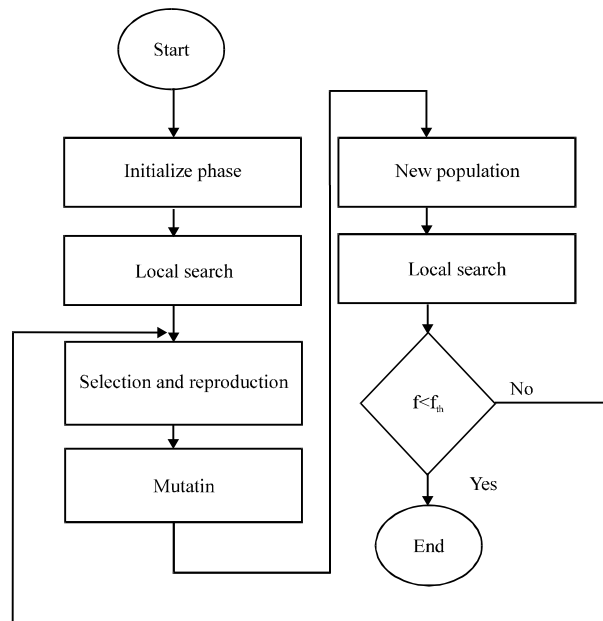 Start
Initialize phase
Local search
Selection and reproduction
Mutatin
New population
Local search
f<fth
No
Yes
End